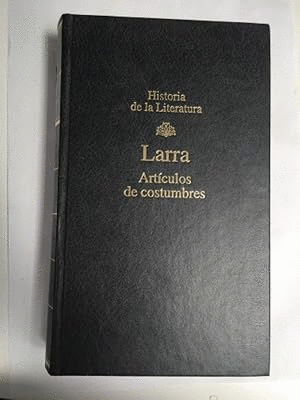 Historia
de la Literatura
Larra
Artículos
de costumbres